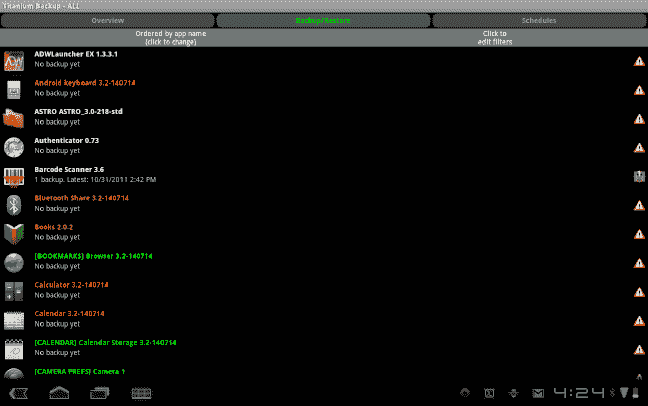 Titanium Backup - ALL
Overview
Backup/Restore
Schedules
Ordered by app name
(click to change)
Click to
edit filters
ADWLauncher EX 1.3.3.1
No backup yet
Android keyboard 3.2-140714
No backup yet
ASTRO ASTRO_3.0-218-std
No backup yet
Authenticator 0.73
No backup yet
Barcode Scanner 3.6
1 backup. Latest: 10/31/2011 2:42 PM
Bluetooth Share 3.2-140714
No backup yet
Books 2.0.2
No backup yet
[BOOKMARKS] Browser 3.2-140714
No backup yet
Calculator 3.2-140714
No backup yet
Calendar 3.2-140714
No backup yet
[CALENDAR] Calendar Storage 3.2-140714
No backup yet
[CAMERA PREFS] Camera 1
4:24